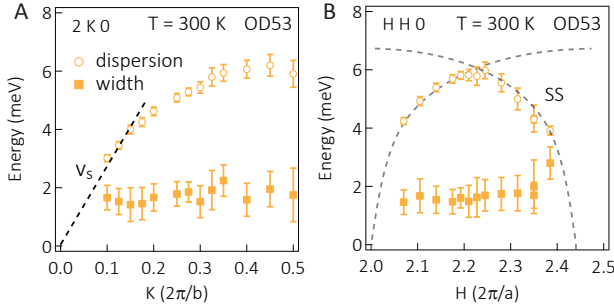 A
2 K 0
T = 300 K
OD53
dispersion
width
v_s
Energy (meV)
8
6
4
2
0
0.0
0.1
0.2
0.3
0.4
0.5
K (2π/b)
B
H H 0
T = 300 K
OD53
SS
Energy (meV)
8
6
4
2
0
2.0
2.1
2.2
2.3
2.4
2.5
H (2π/a)